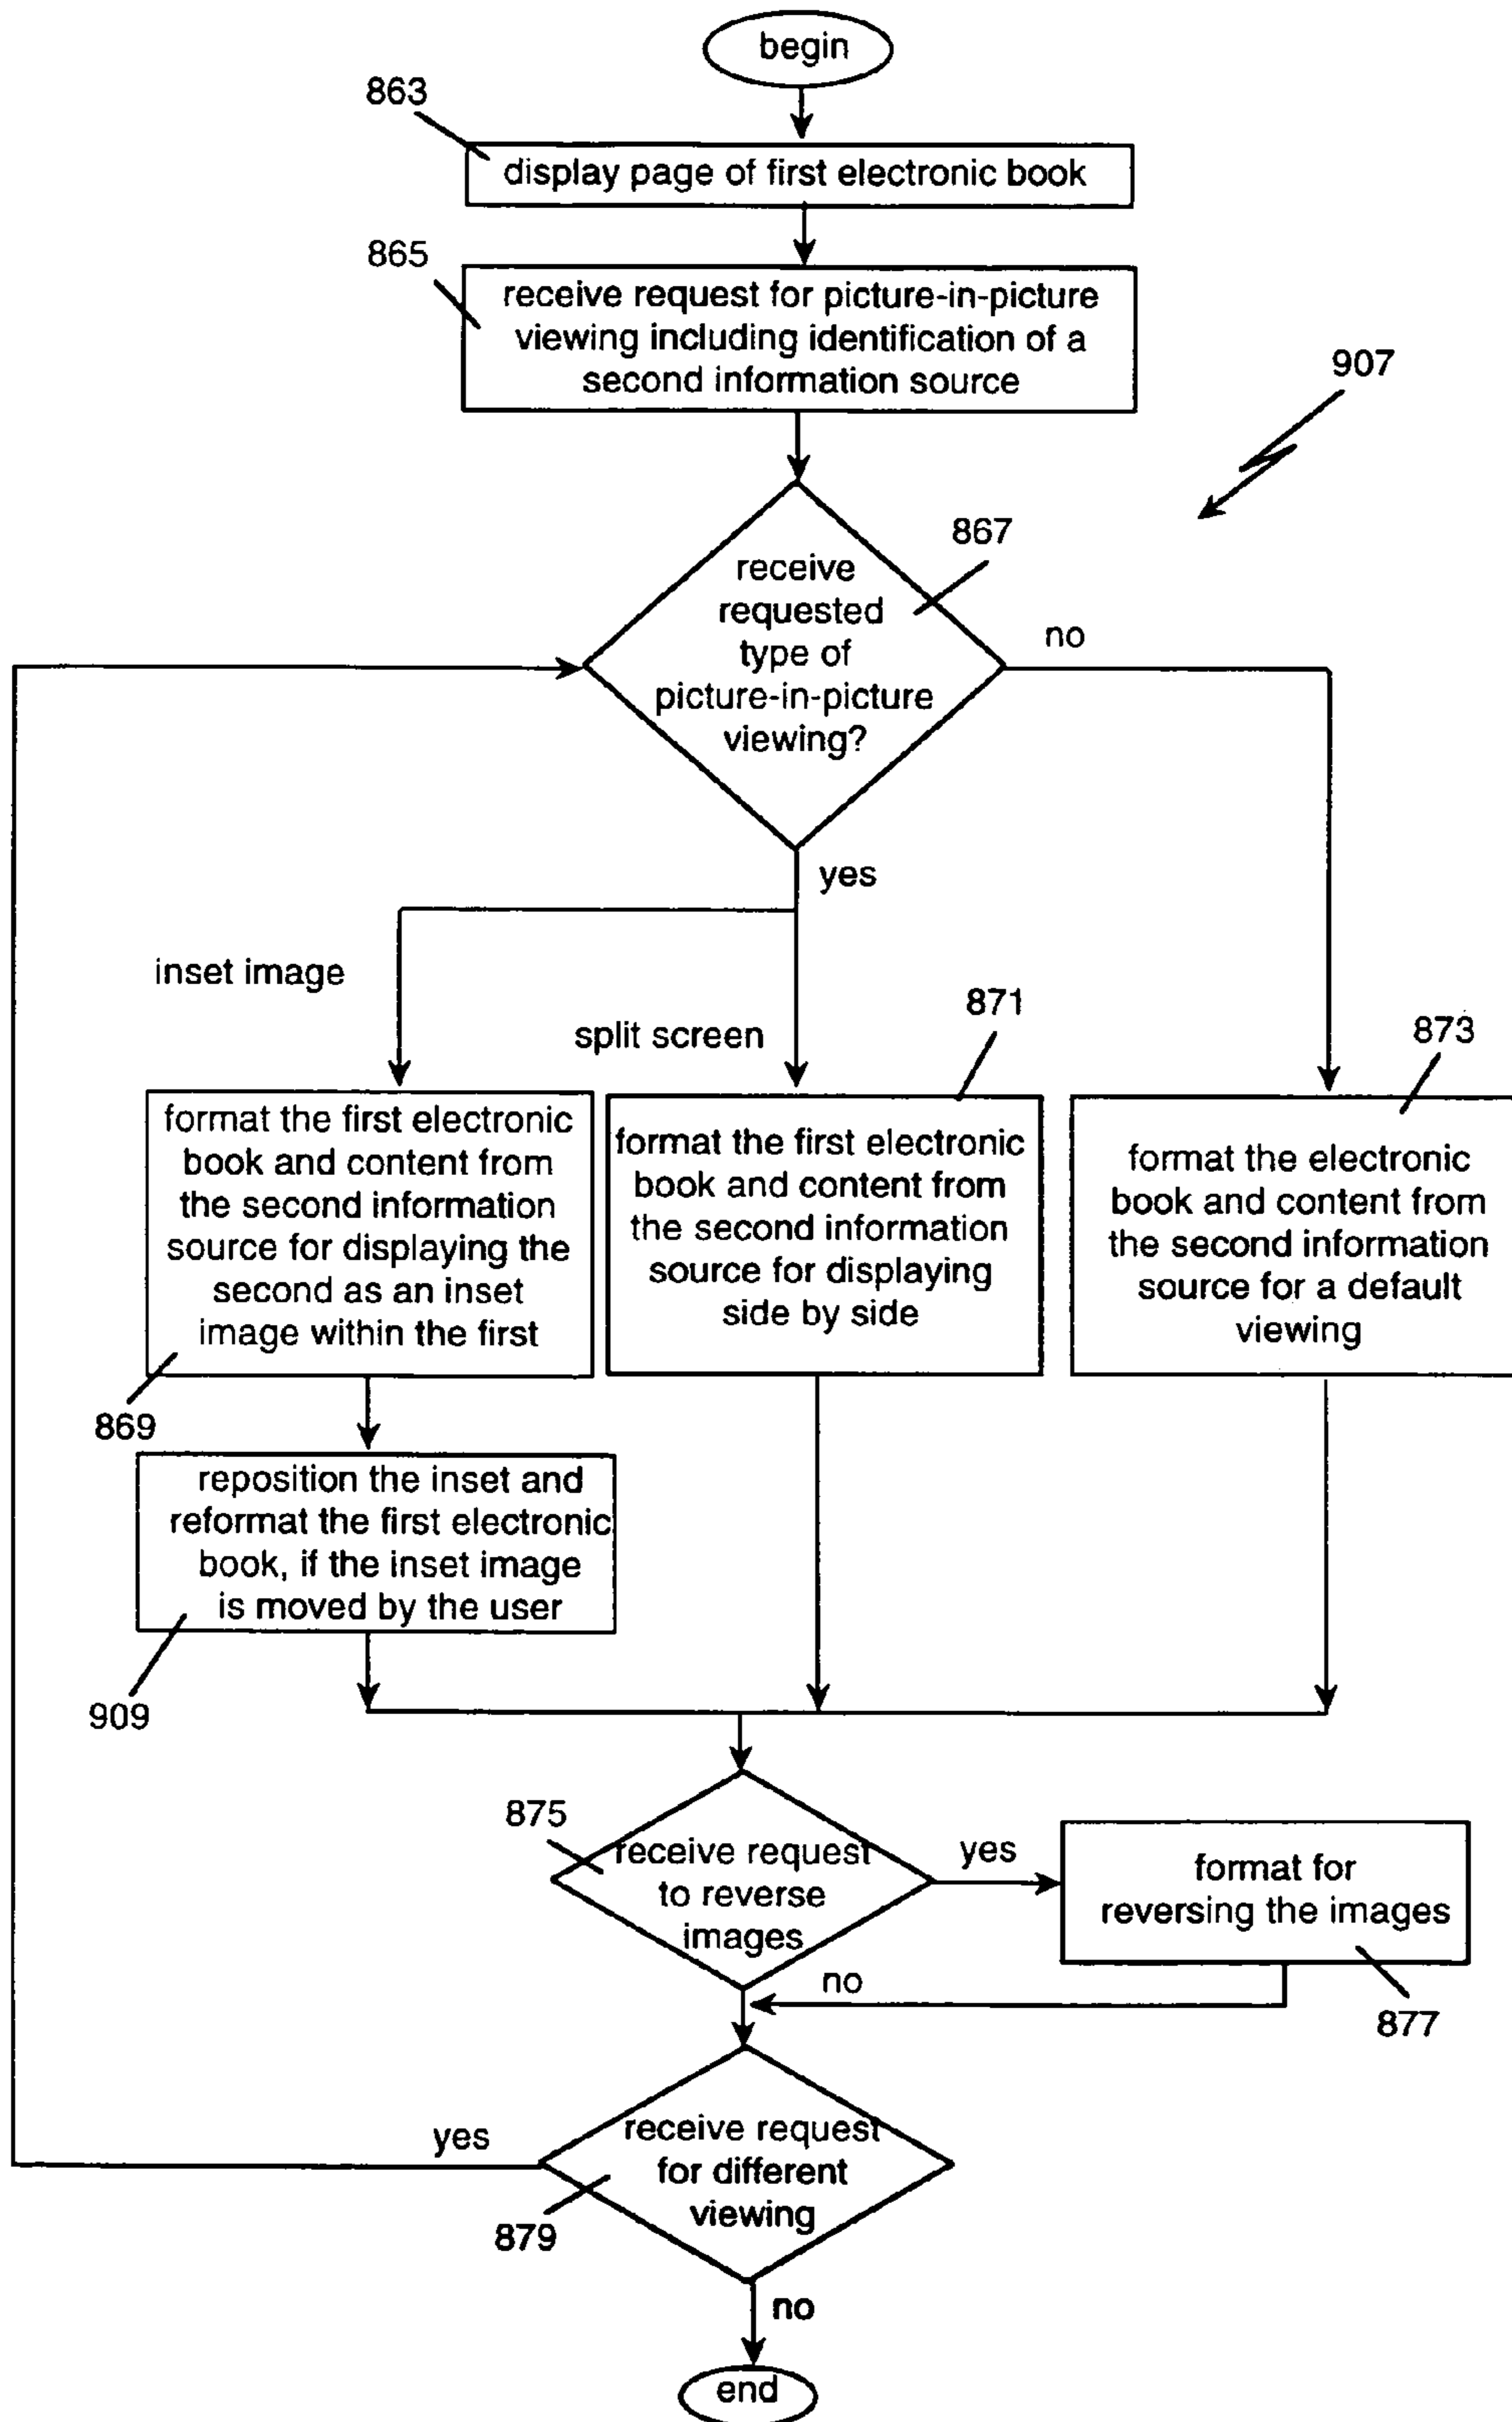 begin
863
display page of first electronic book
865
receive request for picture-in-picture
viewing including identification of a
second information source
907
867
receive
requested
type of
picture-in-picture
viewing?
no
yes
inset image
split screen
871
873
format the first electronic
book and content from
the second information
source for displaying the
second as an inset
image within the first
869
format the first electronic
book and content from
the second information
source for displaying
side by side
format the electronic
book and content from
the second information
source for a default
viewing
reposition the inset and
reformat the first electronic
book, if the inset image
is moved by the user
909
875
receive request
to reverse
images
yes
format for
reversing the images
877
no
receive request
for different
viewing
yes
879
no
end